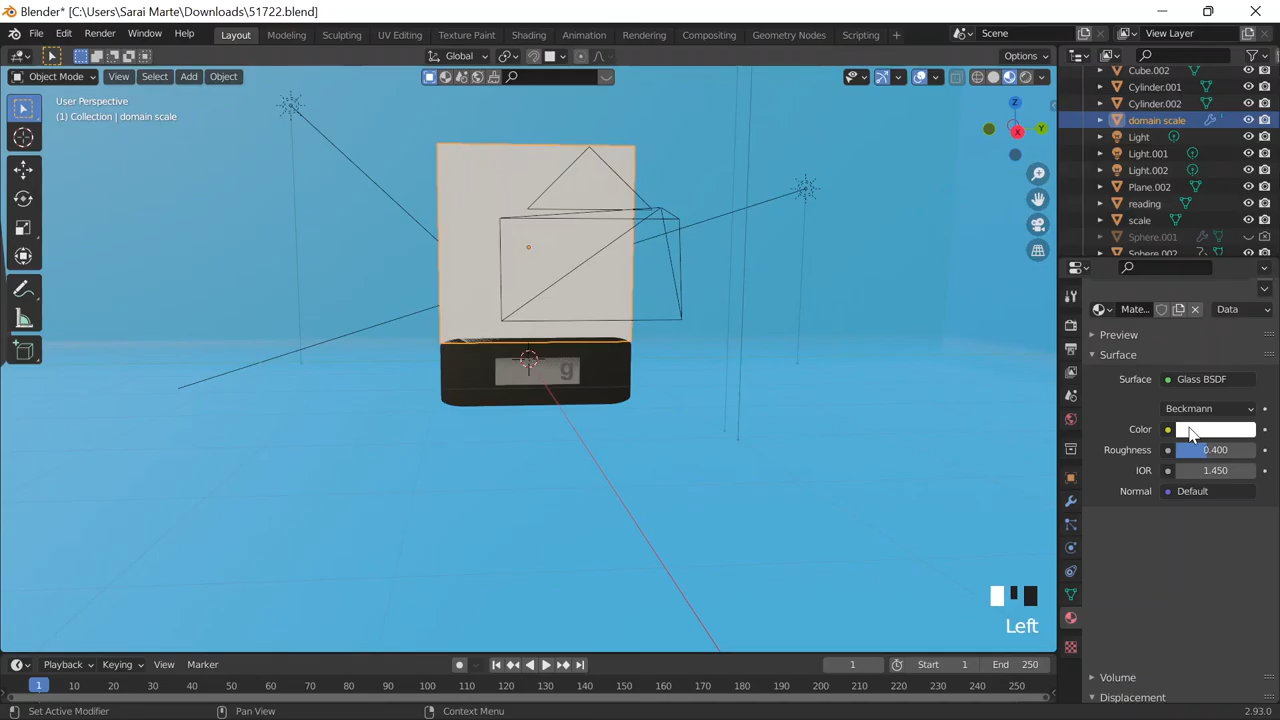 Blender* [C:\Users\Sarai Marte\Downloads\51722.blend]
File Edit Render Window Help Layout Modeling Sculpting UV Editing Texture Paint Shading Animation Rendering Compositing Geometry Nodes Scripting + Scene View Layer
Global Options
Object Mode View Select Add Object
User Perspective
(1) Collection | domain scale
Z
Y
X
g
Cube.002
Cylinder.001
Cylinder.002
domain scale
Light
Light.001
Light.002
Plane.002
reading
scale
Sphere.001
Sphere.002
Mate... Data
Preview
Surface
Surface Glass BSDF
Beckmann
Color
Roughness 0.400
IOR 1.450
Normal Default
Volume
Displacement
Left
Playback Keying View Marker 1 Start 1 End 250
1 10 20 30 40 50 60 70 80 90 100 110 120 130 140 150 160 170 180 190 200 210 220 230 240 250
Set Active Modifier Pan View Context Menu 2.93.0